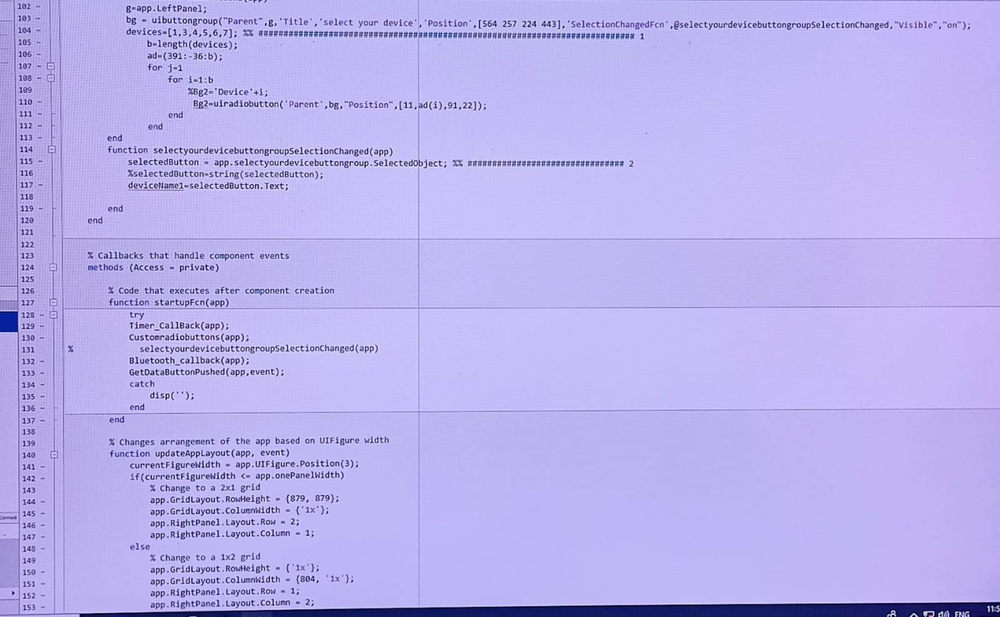 102 - g=app.LeftPanel;
103 - bg = uibuttongroup("Parent",g,'Title','select your device','Position',[564 257 224 443],'SelectionChangedFcn',@selectyourdevicebuttongroupSelectionChanged,"Visible","on");
104 - devices=[1,3,4,5,6,7]; %% ########################################################################### 1
105 - b=length(devices);
106 - ad=(391:-36:b);
107 - for j=1
108 - for i=1:b
109 %Bg2='Device'+i;
110 - Bg2=uiradiobutton('Parent',bg,"Position",[11,ad(i),91,22]);
111 - end
112 - end
113 - end
114 function selectyourdevicebuttongroupSelectionChanged(app)
115 - selectedButton = app.selectyourdevicebuttongroup.SelectedObject; %% ############################### 2
116 %selectedButton=string(selectedButton);
117 - deviceName1=selectedButton.Text;
118
119 - end
120 end
121
122
123 % Callbacks that handle component events
124 methods (Access = private)
125
126 % Code that executes after component creation
127 function startupFcn(app)
128 - try
129 - Timer_CallBack(app);
130 - Customradiobuttons(app);
131 % selectyourdevicebuttongroupSelectionChanged(app)
132 - Bluetooth_callback(app);
133 - GetDataButtonPushed(app,event);
134 - catch
135 - disp('');
136 - end
137 - end
138
139 % Changes arrangement of the app based on UIFigure width
140 function updateAppLayout(app, event)
141 - currentFigureWidth = app.UIFigure.Position(3);
142 - if(currentFigureWidth <= app.onePanelWidth)
143 % Change to a 2x1 grid
144 - app.GridLayout.RowHeight = {879, 879};
145 - app.GridLayout.ColumnWidth = {'1x'};
146 - app.RightPanel.Layout.Row = 2;
147 - app.RightPanel.Layout.Column = 1;
148 - else
149 % Change to a 1x2 grid
150 - app.GridLayout.RowHeight = {'1x'};
151 - app.GridLayout.ColumnWidth = {804, '1x'};
152 - app.RightPanel.Layout.Row = 1;
153 - app.RightPanel.Layout.Column = 2;
Connect
ENG
11:5